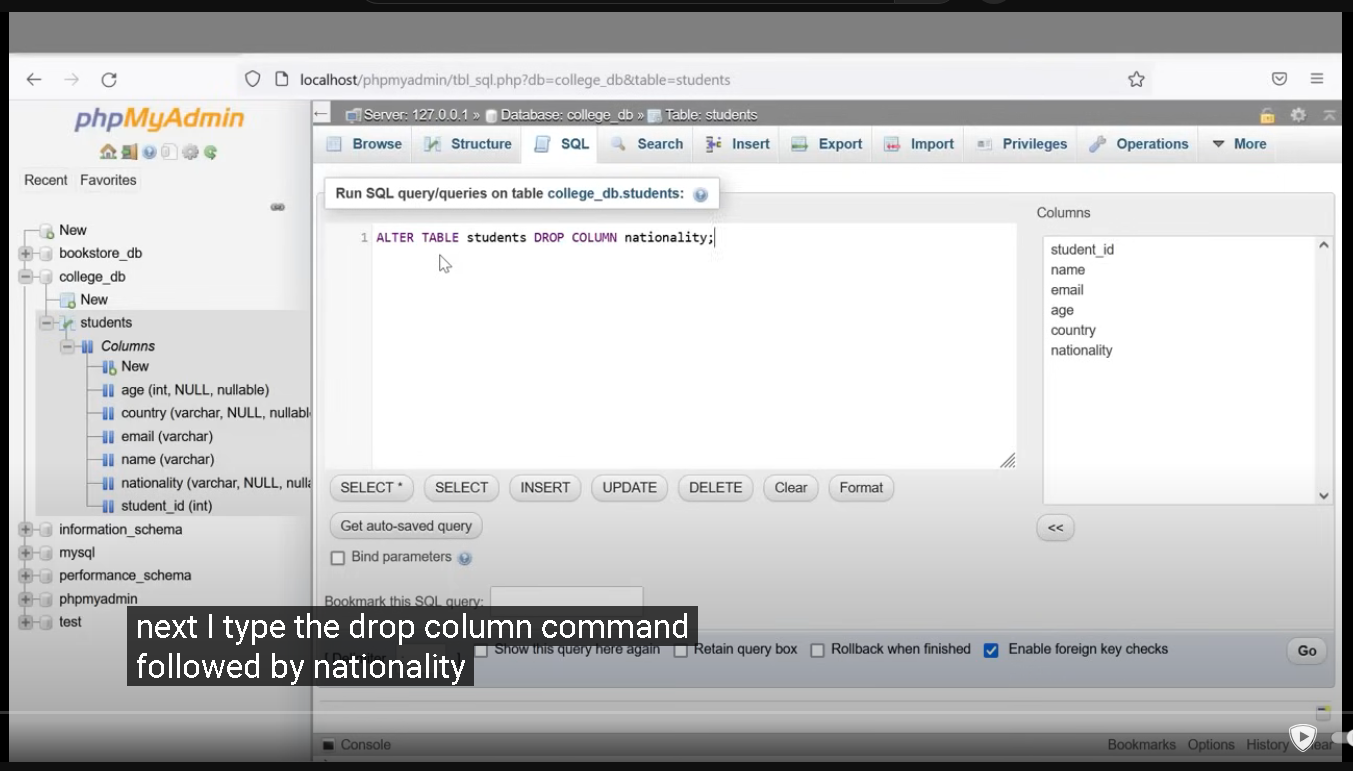 localhost/phpmyadmin/tbl_sql.php?db=college_db&table=students
phpMyAdmin
Server: 127.0.0.1 » Database: college_db » Table: students
Browse Structure SQL Search Insert Export Import Privileges Operations More
Recent Favorites
New
bookstore_db
college_db
New
students
Columns
New
age (int, NULL, nullable)
country (varchar, NULL, nullabl
email (varchar)
name (varchar)
nationality (varchar, NULL, nulla
student_id (int)
information_schema
mysql
performance_schema
phpmyadmin
test
Run SQL query/queries on table college_db.students:
1 ALTER TABLE students DROP COLUMN nationality;
Columns
student_id
name
email
age
country
nationality
SELECT * SELECT INSERT UPDATE DELETE Clear Format
<<
Get auto-saved query
Bind parameters
Bookmark this SQL query:
Show this query here again Retain query box Rollback when finished Enable foreign key checks Go
next I type the drop column command
followed by nationality
Console Bookmarks Options History